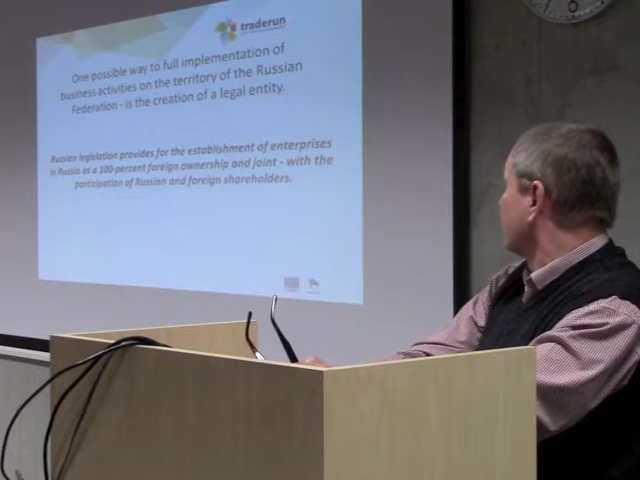 traderun
One possible way to full implementation of
business activities on the territory of the Russian
Federation - is the creation of a legal entity.
Russian legislation provides for the establishment of enterprises
in Russia as a 100-percent foreign ownership and joint - with the
participation of Russian and foreign shareholders.